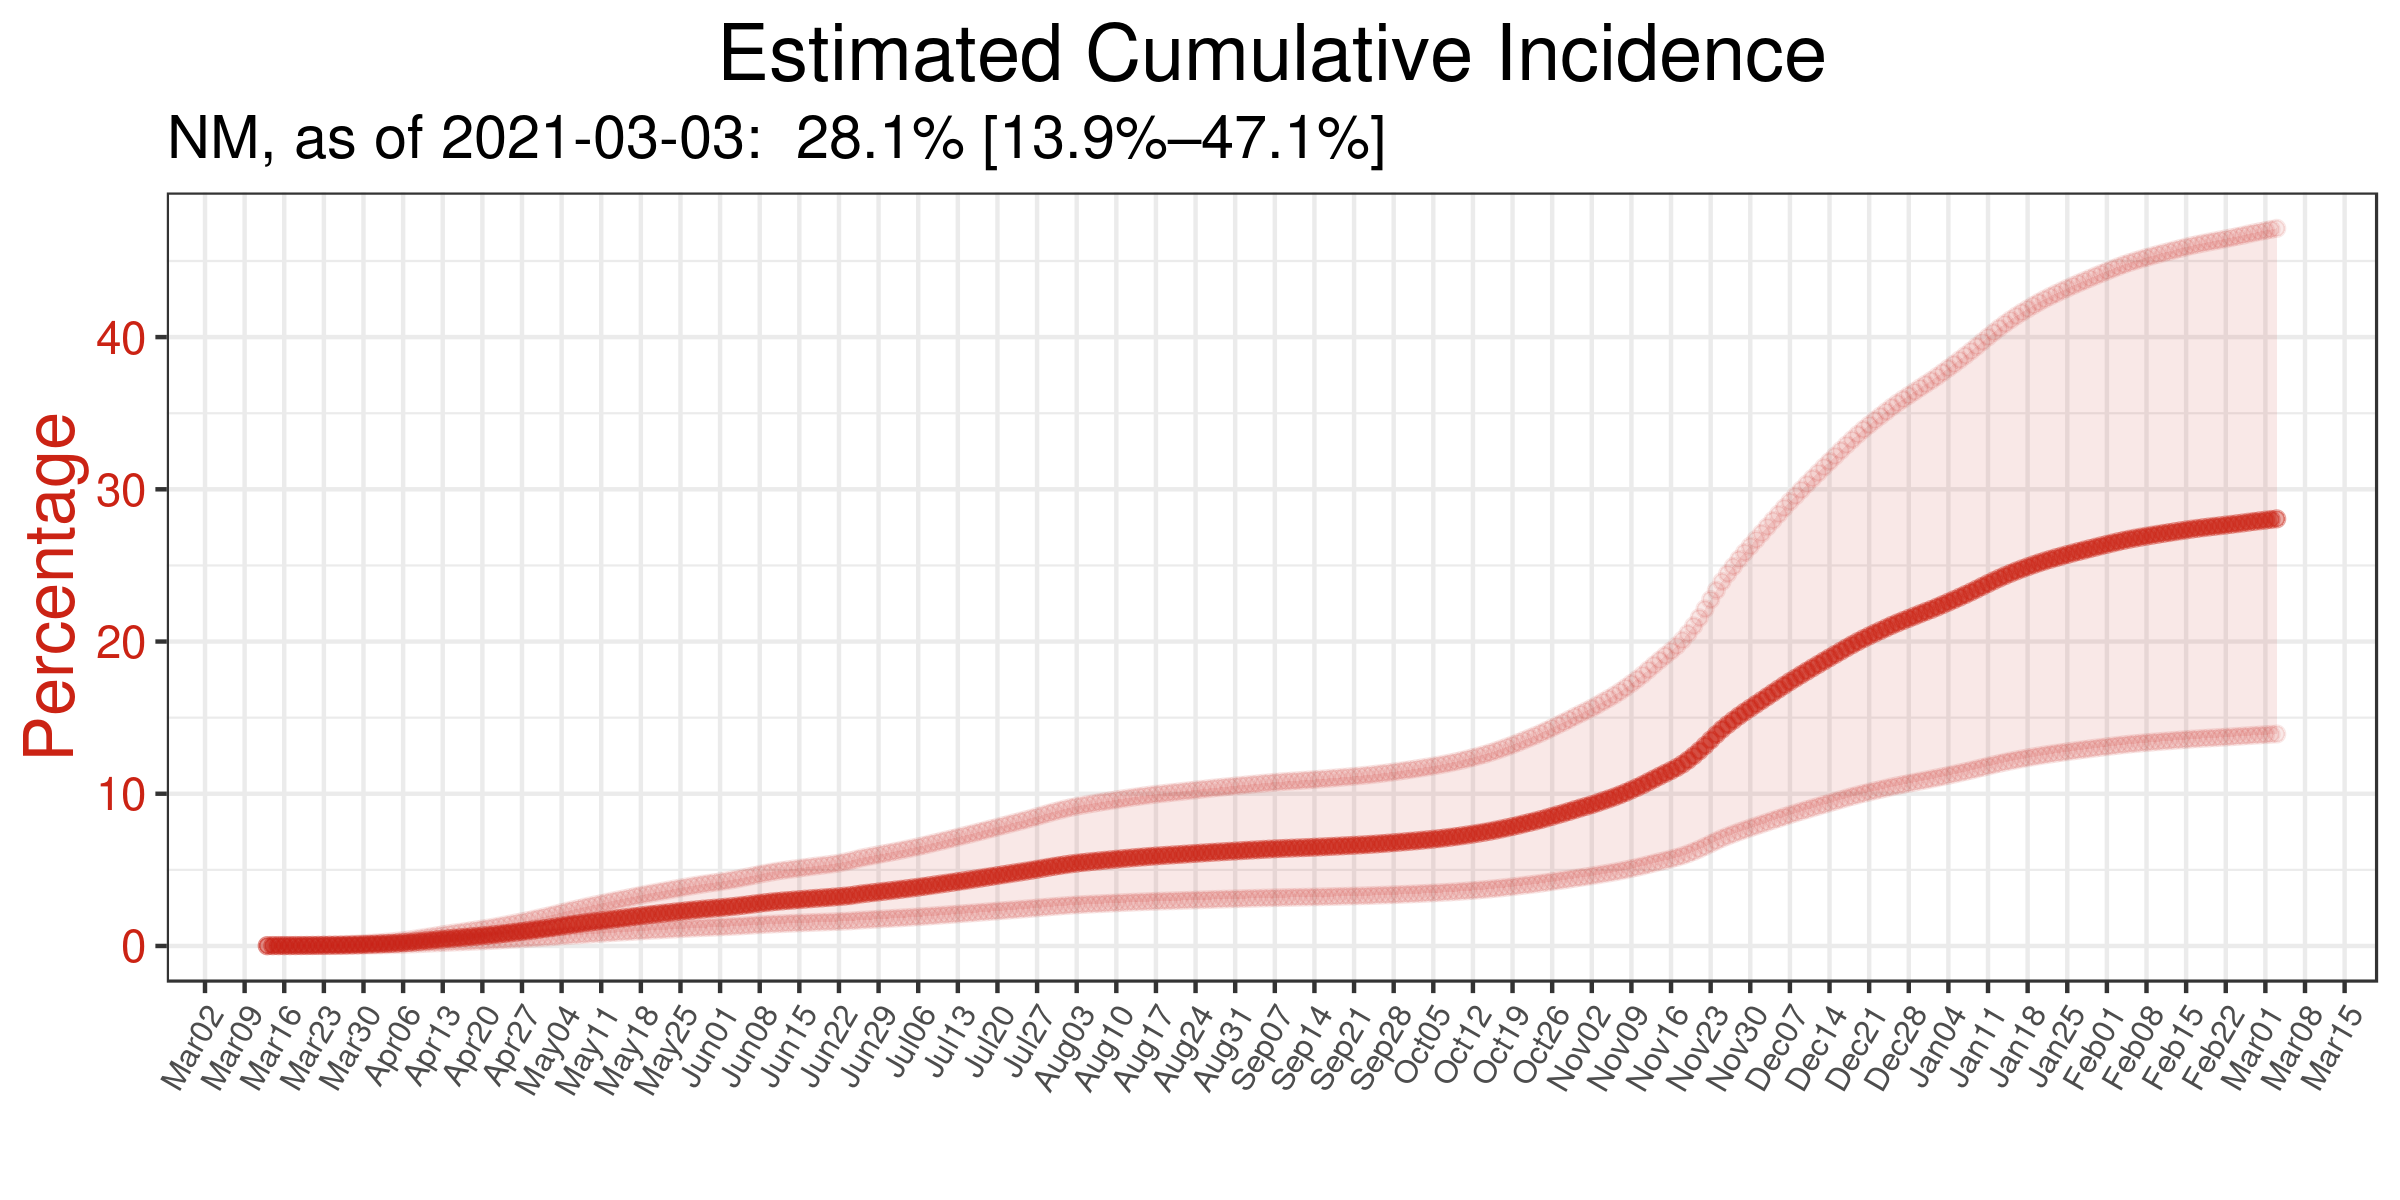 Estimated Cumulative Incidence
NM, as of 2021-03-03:  28.1% [13.9%–47.1%]
Percentage
40
30
20
10
0
Mar02 Mar09 Mar16 Mar23 Mar30 Apr06 Apr13 Apr20 Apr27 May04 May11 May18 May25 Jun01 Jun08 Jun15 Jun22 Jun29 Jul06 Jul13 Jul20 Jul27 Aug03 Aug10 Aug17 Aug24 Aug31 Sep07 Sep14 Sep21 Sep28 Oct05 Oct12 Oct19 Oct26 Nov02 Nov09 Nov16 Nov23 Nov30 Dec07 Dec14 Dec21 Dec28 Jan04 Jan11 Jan18 Jan25 Feb01 Feb08 Feb15 Feb22 Mar01 Mar08 Mar15